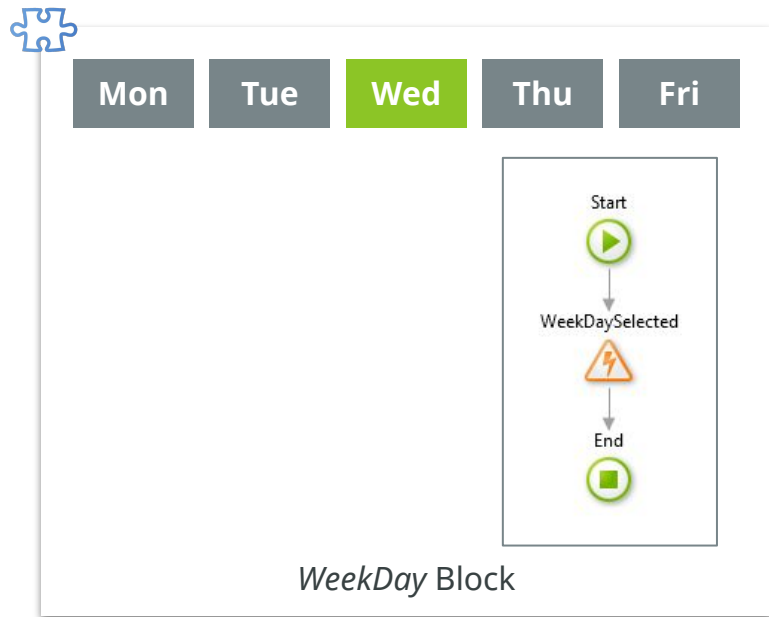 Mon Tue Wed Thu Fri
Start
WeekDaySelected
End
WeekDay Block